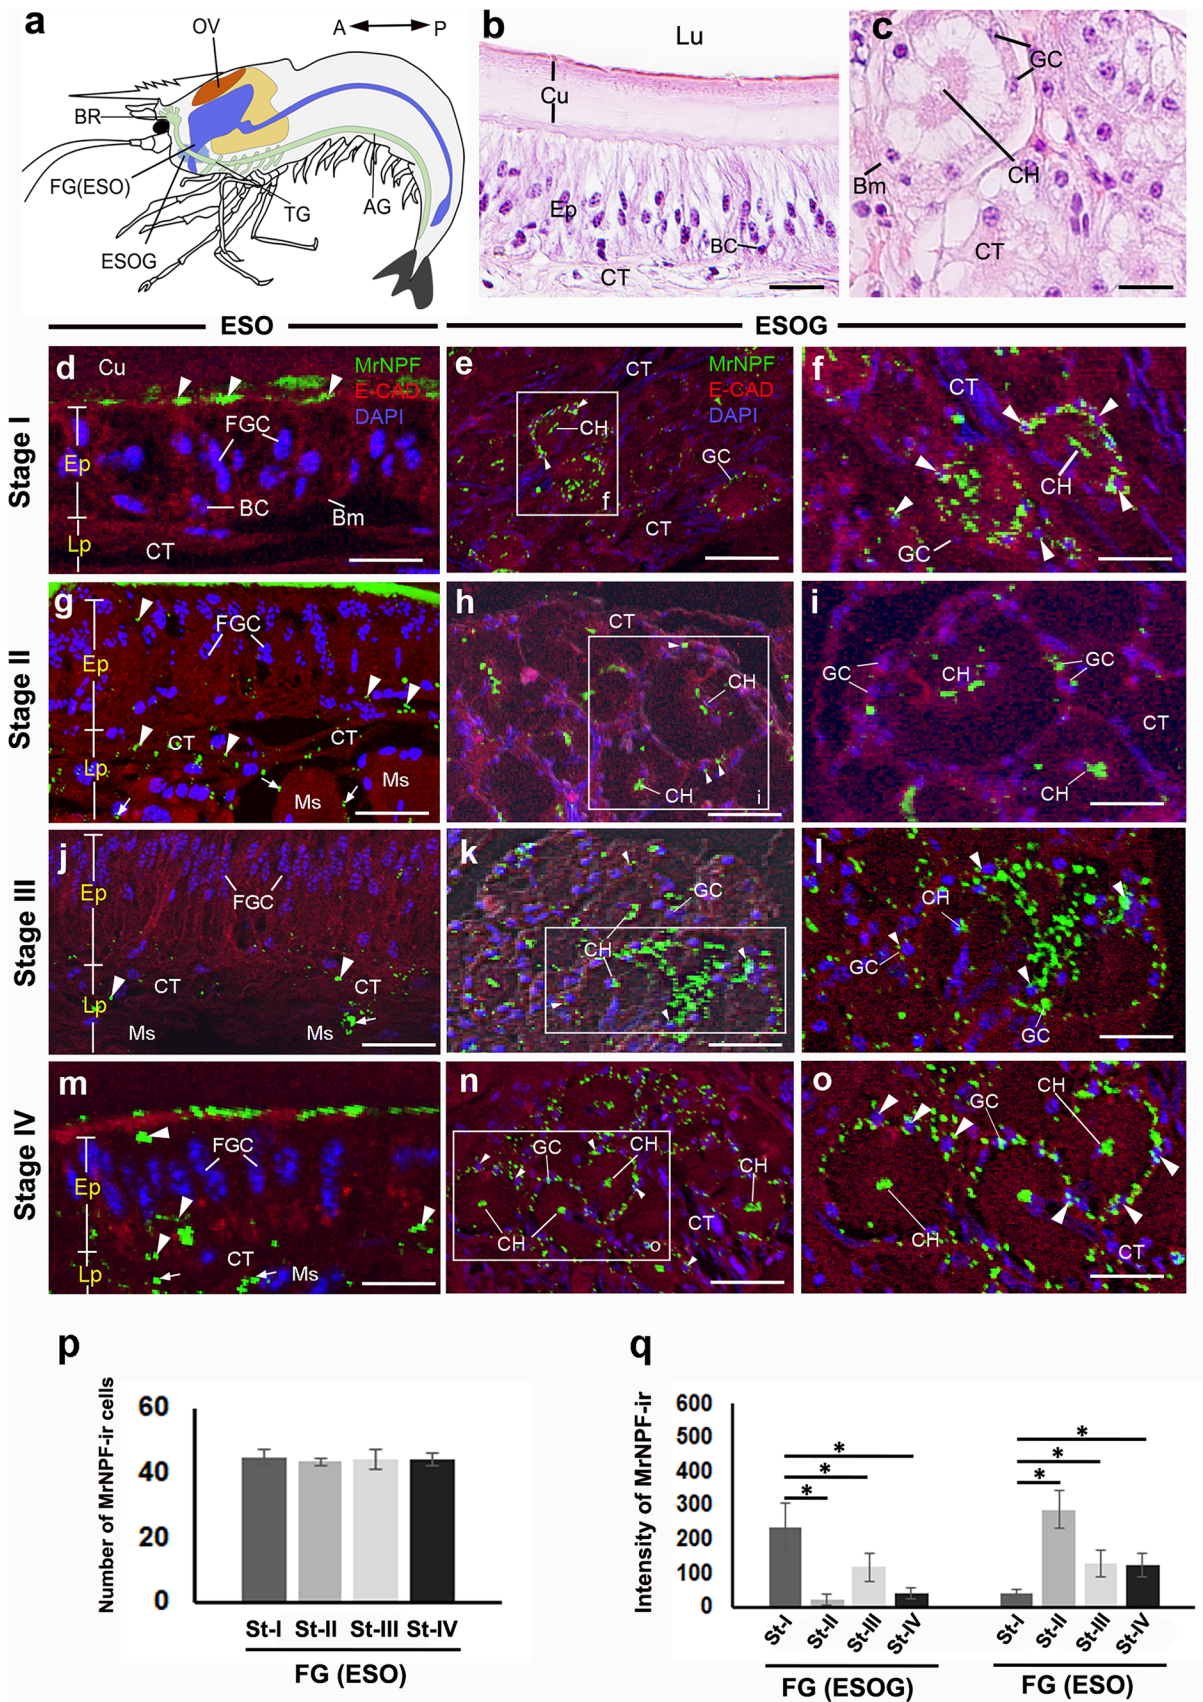 a
A
P
OV
BR
FG(ESO)
ESOG
TG
AG
b
Lu
Cu
Ep
BC
CT
c
GC
Bm
CH
CT
ESO
ESOG
Stage I
d
Cu
MrNPF
E-CAD
DAPI
FGC
Ep
BC
Bm
Lp
CT
e
CT
MrNPF
E-CAD
DAPI
CH
GC
f
CT
f
CT
CH
GC
Stage II
g
FGC
Ep
CT
CT
Lp
Ms
Ms
h
CT
CH
CH
i
i
GC
GC
CH
CT
CH
Stage III
j
Ep
FGC
CT
CT
Lp
Ms
Ms
k
GC
CH
l
CH
GC
GC
Stage IV
m
FGC
Ep
CT
Lp
Ms
n
GC
CH
CH
CT
CH
o
o
CH
GC
CH
CT
p
Number of MrNPF-ir cells
60
40
20
0
St-I St-II St-III St-IV
FG (ESO)
q
Intensity of MrNPF-ir
600
500
400
300
200
100
0
*
*
*
*
*
*
St-I St-II St-III St-IV
St-I St-II St-III St-IV
FG (ESOG)
FG (ESO)